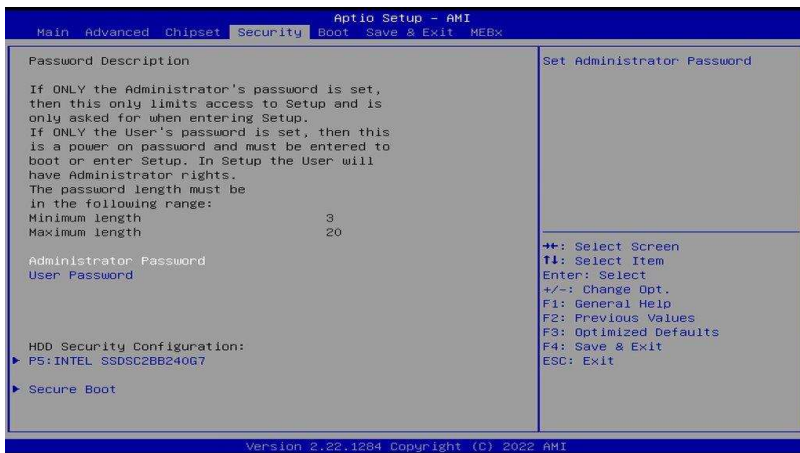 Aptio Setup – AMI
Main Advanced Chipset Security Boot Save & Exit MEBx
Password Description
If ONLY the Administrator's password is set,
then this only limits access to Setup and is
only asked for when entering Setup.
If ONLY the User's password is set, then this
is a power on password and must be entered to
boot or enter Setup. In Setup the User will
have Administrator rights.
The password length must be
in the following range:
Minimum length 3
Maximum length 20
Administrator Password
User Password
HDD Security Configuration:
▶ P5:INTEL SSDSC2BB240G7
▶ Secure Boot
Set Administrator Password
→←: Select Screen
↑↓: Select Item
Enter: Select
+/-: Change Opt.
F1: General Help
F2: Previous Values
F3: Optimized Defaults
F4: Save & Exit
ESC: Exit
Version 2.22.1284 Copyright (C) 2022 AMI